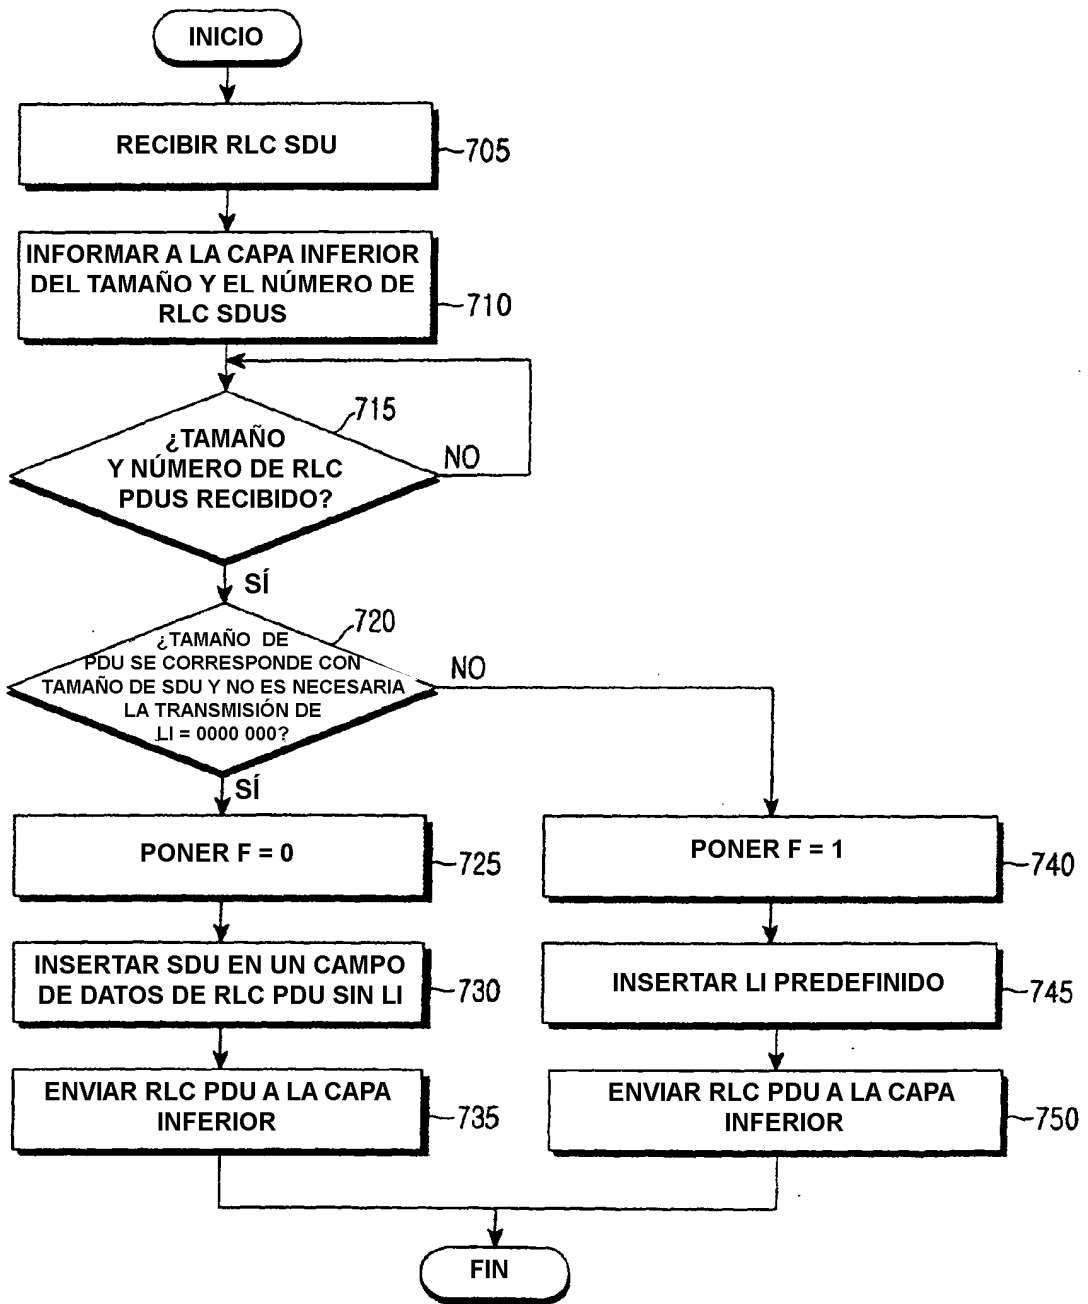 INICIO
RECIBIR RLC SDU
705
INFORMAR A LA CAPA INFERIOR
DEL TAMAÑO Y EL NÚMERO DE
RLC SDUS
710
715
¿TAMAÑO
Y NÚMERO DE RLC
PDUS RECIBIDO?
NO
SÍ
720
¿TAMAÑO DE
PDU SE CORRESPONDE CON
TAMAÑO DE SDU Y NO ES NECESARIA
LA TRANSMISIÓN DE
LI = 0000 000?
NO
SÍ
PONER F = 0
725
PONER F = 1
740
INSERTAR SDU EN UN CAMPO
DE DATOS DE RLC PDU SIN LI
730
INSERTAR LI PREDEFINIDO
745
ENVIAR RLC PDU A LA CAPA
INFERIOR
735
ENVIAR RLC PDU A LA CAPA
INFERIOR
750
FIN